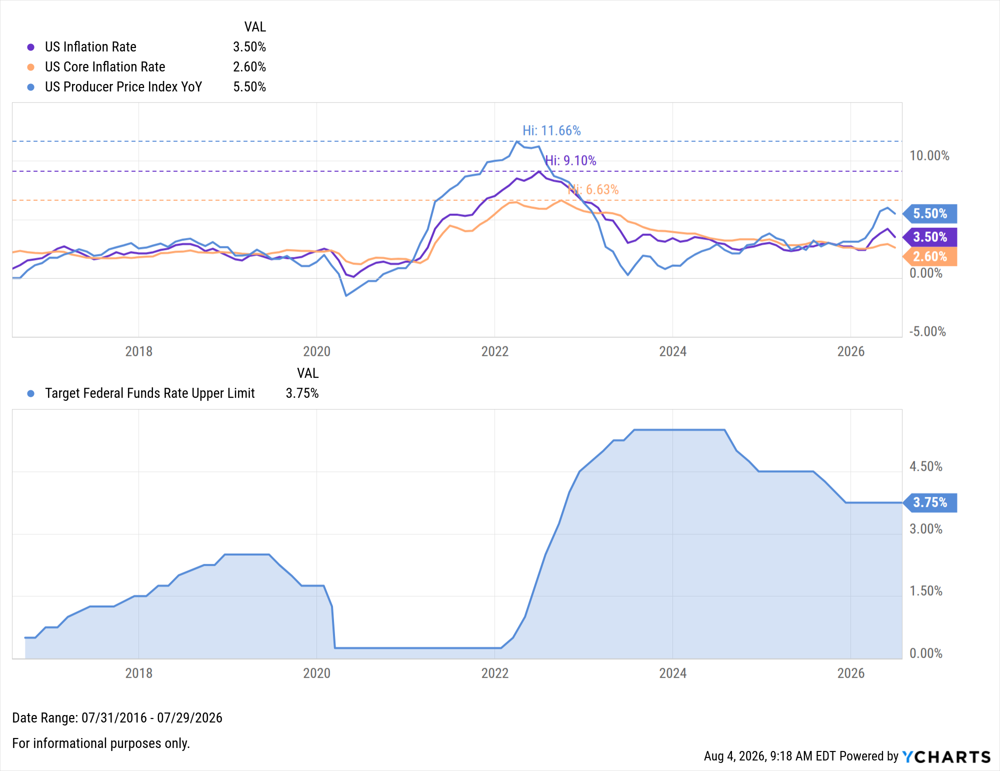 VAL
US Inflation Rate 3.50%
US Core Inflation Rate 2.60%
US Producer Price Index YoY 5.50%
Hi: 11.66%
Hi: 9.10%
Hi: 6.63%
10.00%
5.50%
3.50%
2.60%
0.00%
-5.00%
2018 2020 2022 2024 2026
VAL
Target Federal Funds Rate Upper Limit 3.75%
4.50%
3.75%
3.00%
1.50%
0.00%
2018 2020 2022 2024 2026
Date Range: 07/31/2016 - 07/29/2026
For informational purposes only.
Aug 4, 2026, 9:18 AM EDT Powered by YCHARTS